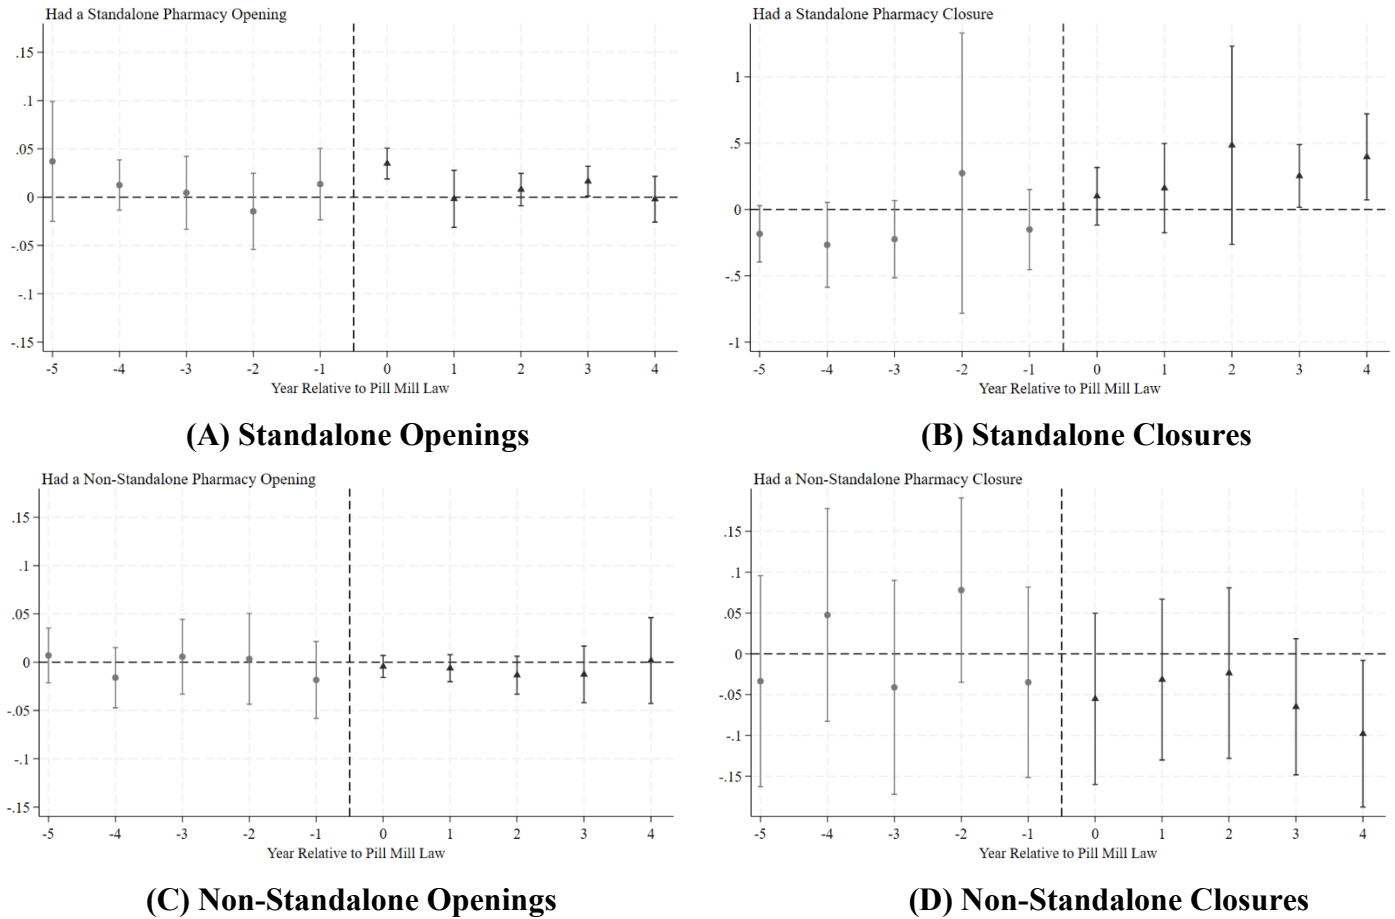 Had a Standalone Pharmacy Opening
.15
.1
.05
0
-.05
-.1
-.15
-5 -4 -3 -2 -1 0 1 2 3 4
Year Relative to Pill Mill Law
(A) Standalone Openings
Had a Standalone Pharmacy Closure
1
.5
0
-.5
-1
-5 -4 -3 -2 -1 0 1 2 3 4
Year Relative to Pill Mill Law
(B) Standalone Closures
Had a Non-Standalone Pharmacy Opening
.15
.1
.05
0
-.05
-.1
-.15
-5 -4 -3 -2 -1 0 1 2 3 4
Year Relative to Pill Mill Law
(C) Non-Standalone Openings
Had a Non-Standalone Pharmacy Closure
.15
.1
.05
0
-.05
-.1
-.15
-5 -4 -3 -2 -1 0 1 2 3 4
Year Relative to Pill Mill Law
(D) Non-Standalone Closures